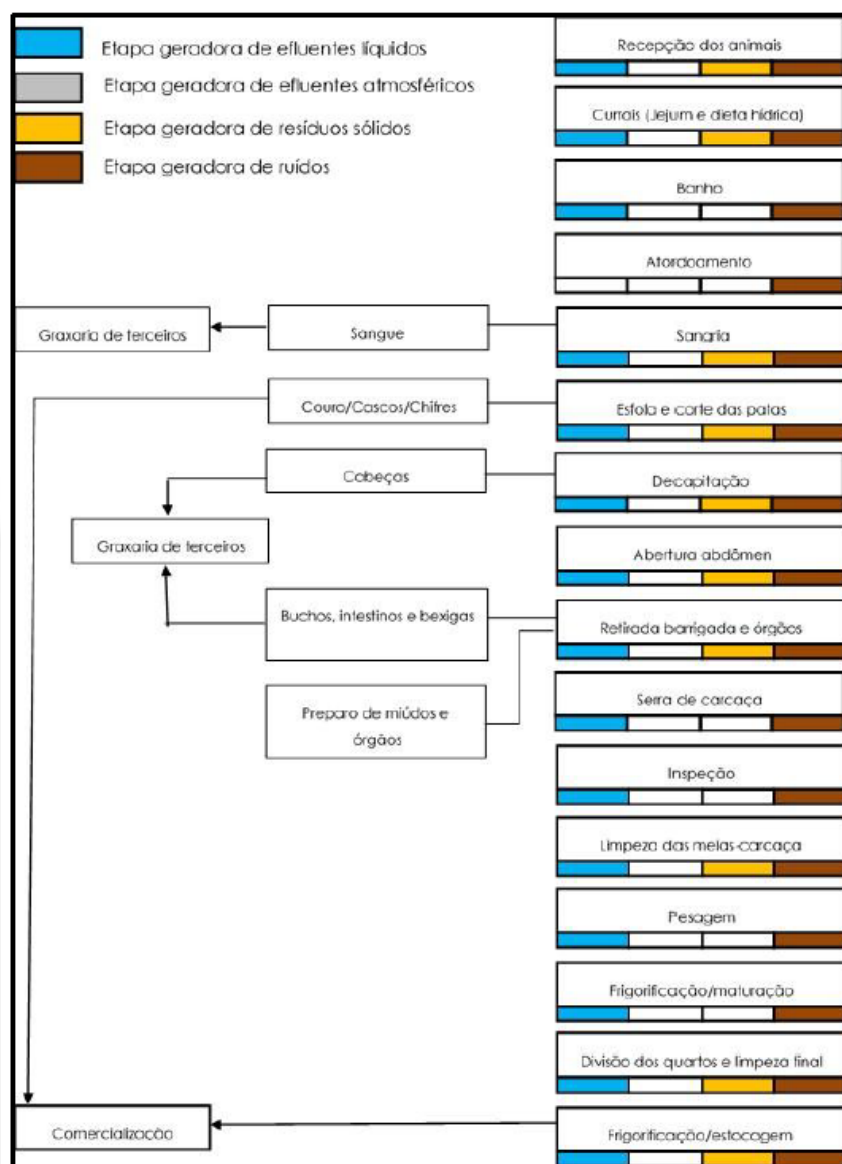 Etapa geradora de efluentes líquidos
Etapa geradora de efluentes atmosféricos
Etapa geradora de resíduos sólidos
Etapa geradora de ruídos
Recepção dos animais
Currais (Jejum e dieta hídrica)
Banho
Atordoamento
Graxaria de terceiros
Sangue
Sangria
Couro/Cascos/Chifres
Esfola e corte das patas
Cabeças
Decapitação
Graxaria de terceiros
Abertura abdômen
Buchos, intestinos e bexigas
Retirada barrigada e órgãos
Preparo de miúdos e
órgãos
Serra de carcaça
Inspeção
Limpeza das meias-carcaça
Pesagem
Frigorificação/maturação
Divisão dos quartos e limpeza final
Comercialização
Frigorificação/estocagem